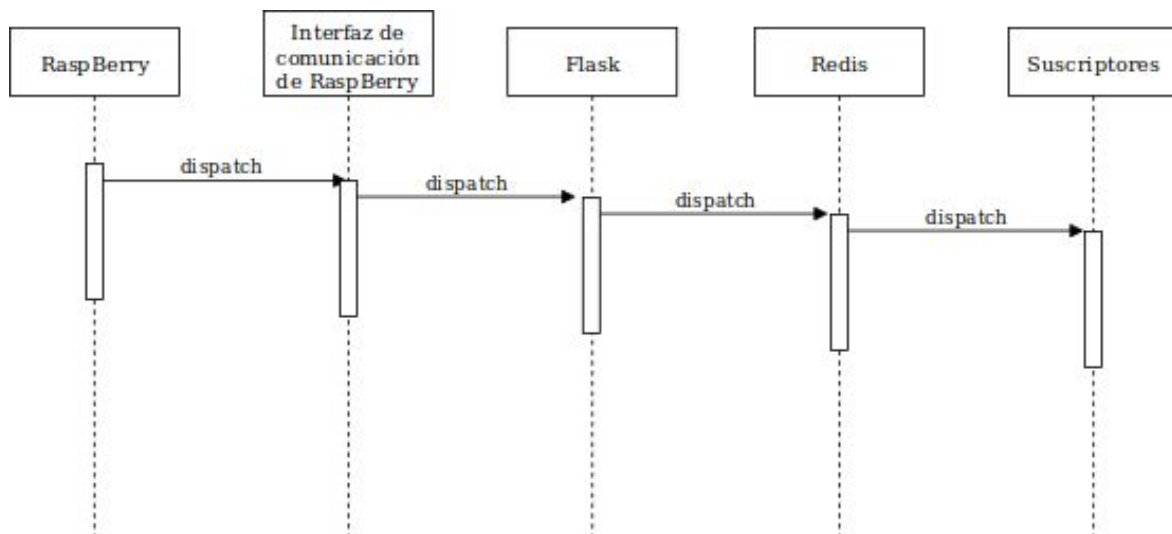 RaspBerry
Interfaz de
comunicación
de RaspBerry
Flask
Redis
Suscriptores
dispatch
dispatch
dispatch
dispatch